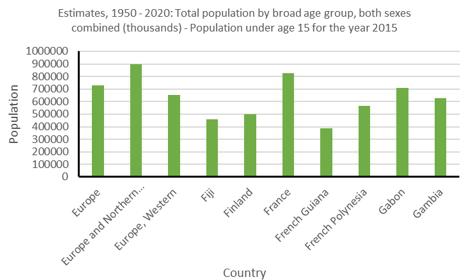 Estimates, 1950 - 2020: Total population by broad age group, both sexes
combined (thousands) - Population under age 15 for the year 2015
Population
1000000
900000
800000
700000
600000
500000
400000
300000
200000
100000
0
Europe
Europe and Northern...
Europe, Western
Fiji
Finland
France
French Guiana
French Polynesia
Gabon
Gambia
Country